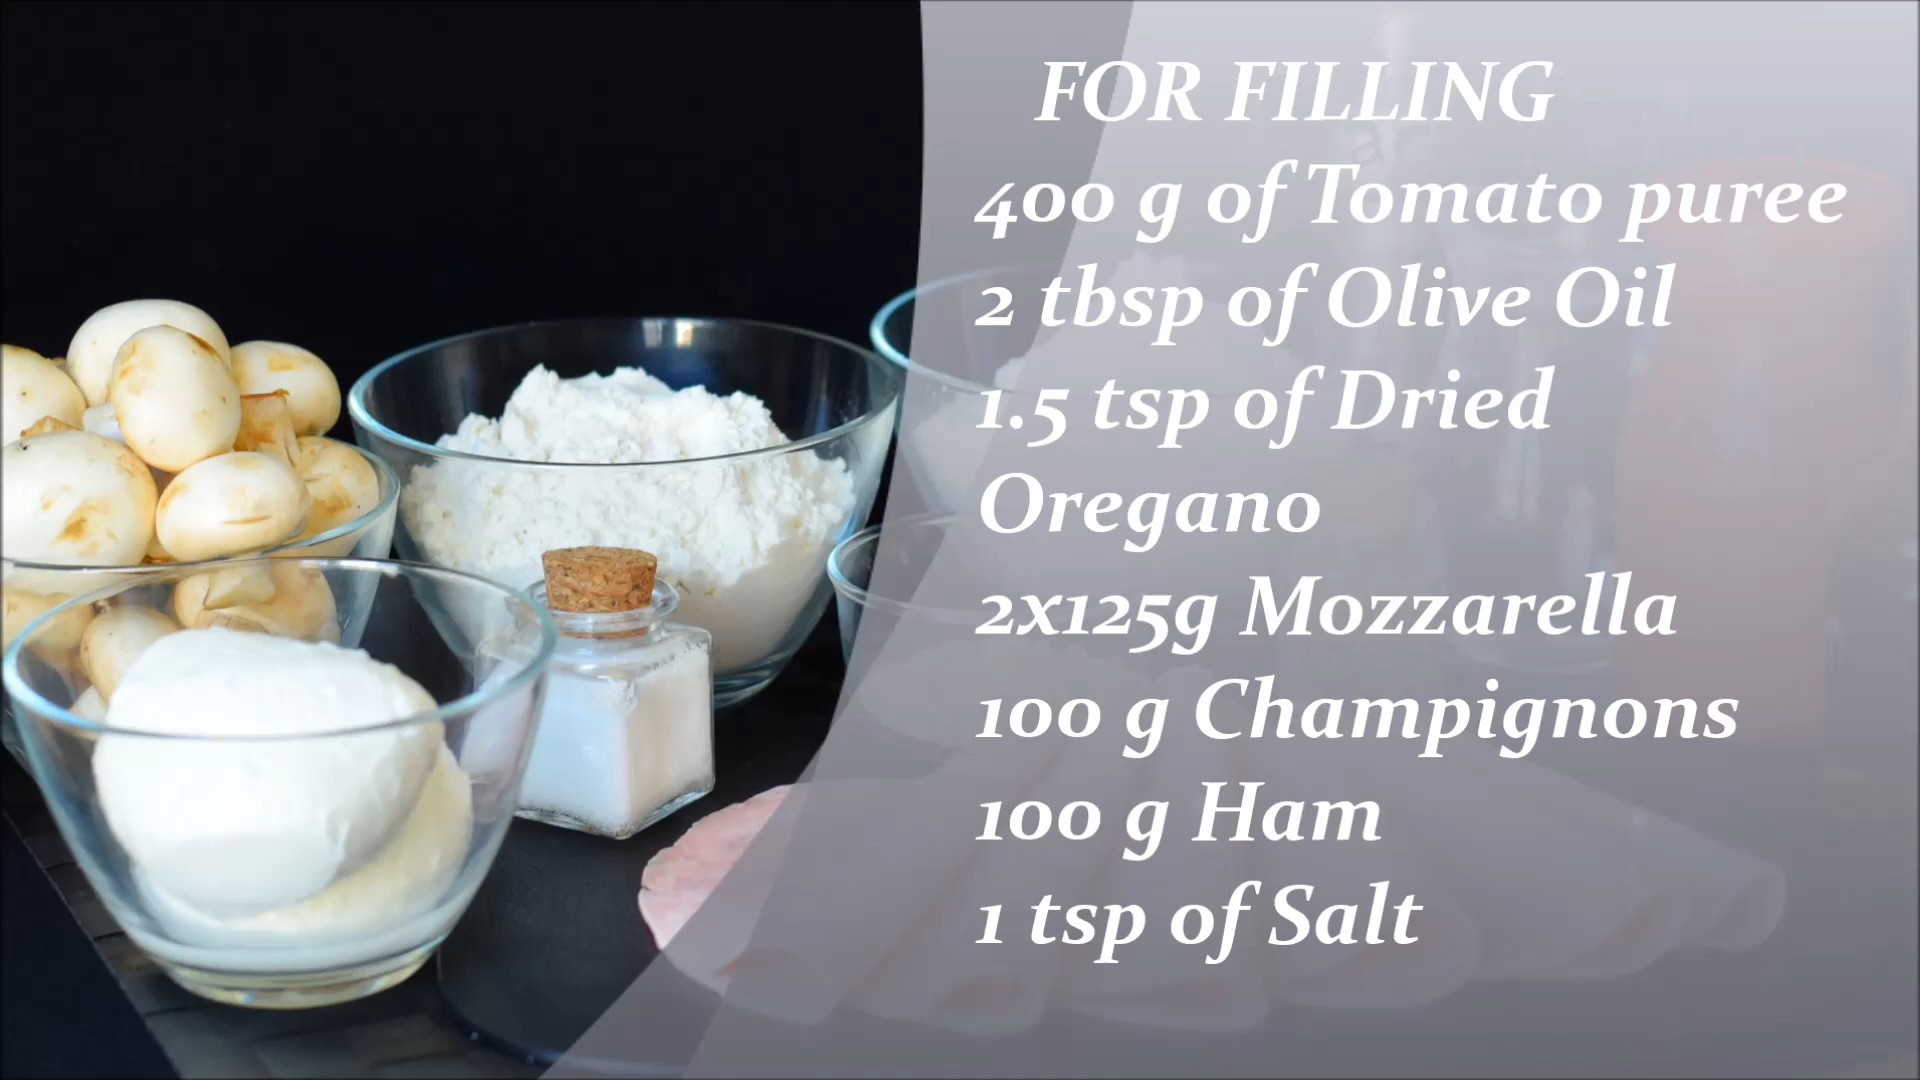 FOR FILLING
400 g of Tomato puree
2 tbsp of Olive Oil
1.5 tsp of Dried
Oregano
2x125g Mozzarella
100 g Champignons
100 g Ham
1 tsp of Salt